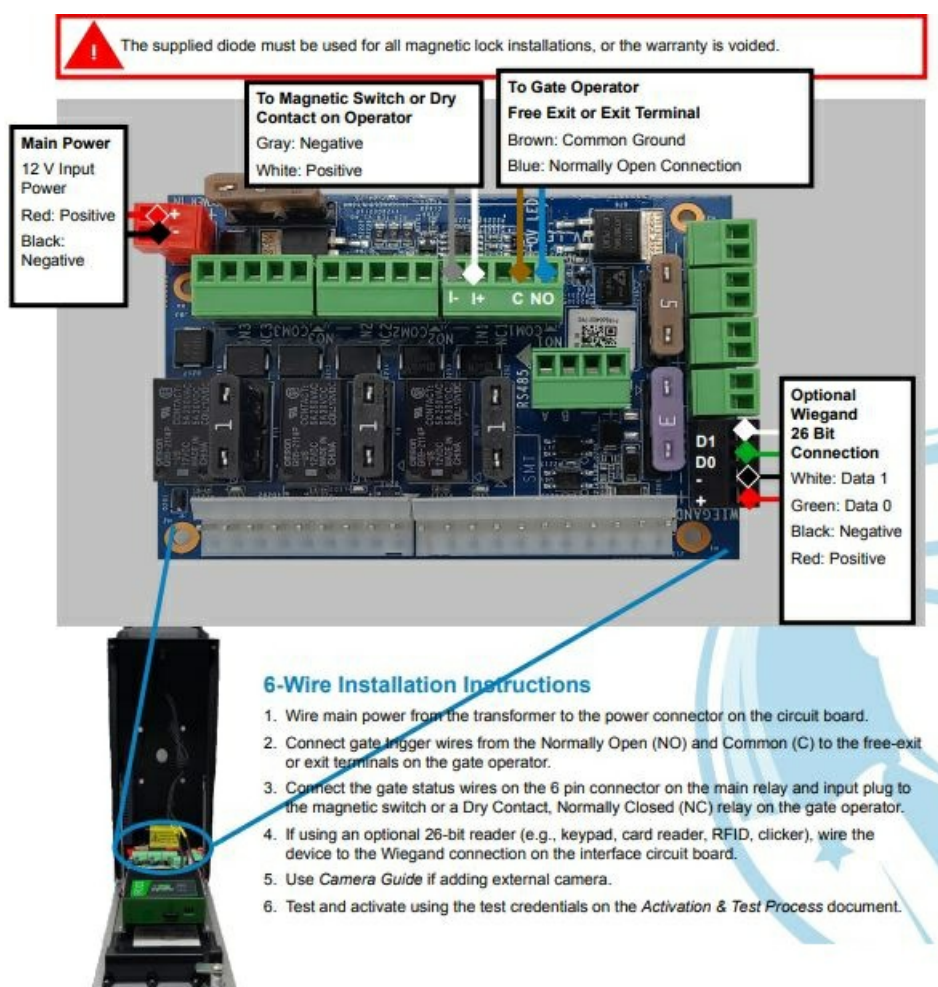 The supplied diode must be used for all magnetic lock installations, or the warranty is voided.
Main Power
12 V Input
Power
Red: Positive
Black:
Negative
To Magnetic Switch or Dry
Contact on Operator
Gray: Negative
White: Positive
To Gate Operator
Free Exit or Exit Terminal
Brown: Common Ground
Blue: Normally Open Connection
I- I+ C NO
RS485
SMT
5
3
1
1
1
D1
D0
-
+
WIEGAND
Optional
Wiegand
26 Bit
Connection
White: Data 1
Green: Data 0
Black: Negative
Red: Positive
6-Wire Installation Instructions
1. Wire main power from the transformer to the power connector on the circuit board.
2. Connect gate trigger wires from the Normally Open (NO) and Common (C) to the free-exit
or exit terminals on the gate operator.
3. Connect the gate status wires on the 6 pin connector on the main relay and input plug to
the magnetic switch or a Dry Contact, Normally Closed (NC) relay on the gate operator.
4. If using an optional 26-bit reader (e.g., keypad, card reader, RFID, clicker), wire the
device to the Wiegand connection on the interface circuit board.
5. Use Camera Guide if adding external camera.
6. Test and activate using the test credentials on the Activation & Test Process document.